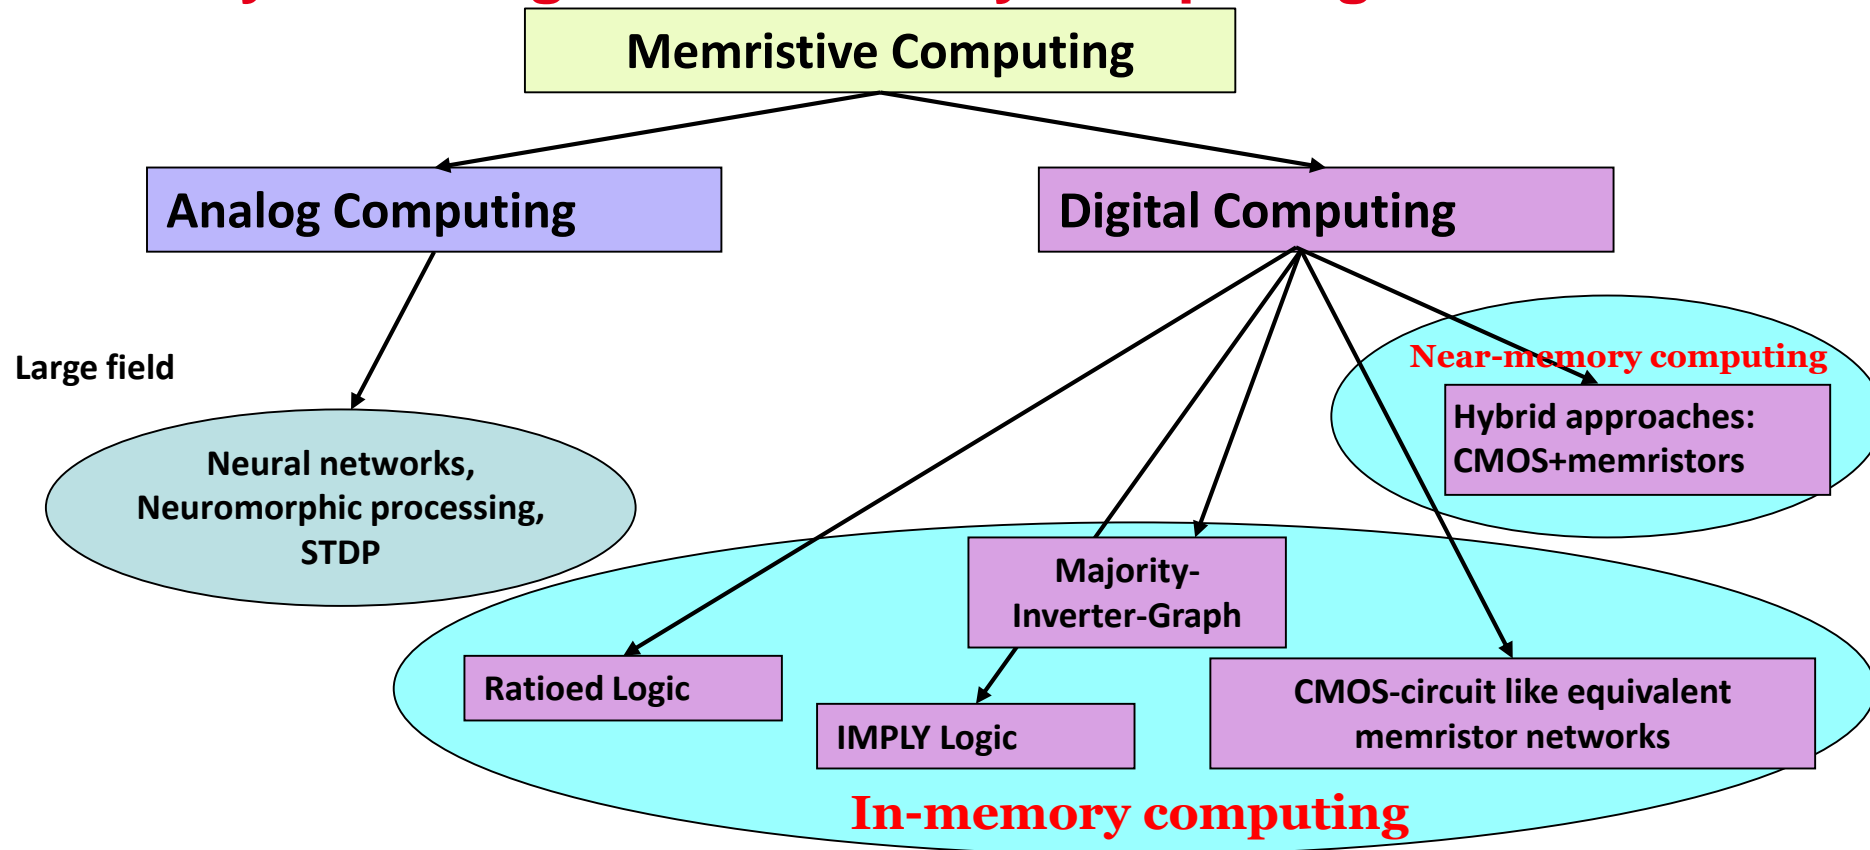 Memristive Computing
Analog Computing
Digital Computing
Large field
Near-memory computing
Hybrid approaches:
CMOS+memristors
Neural networks,
Neuromorphic processing,
STDP
Majority-
Inverter-Graph
Ratioed Logic
IMPLY Logic
CMOS-circuit like equivalent
memristor networks
In-memory computing